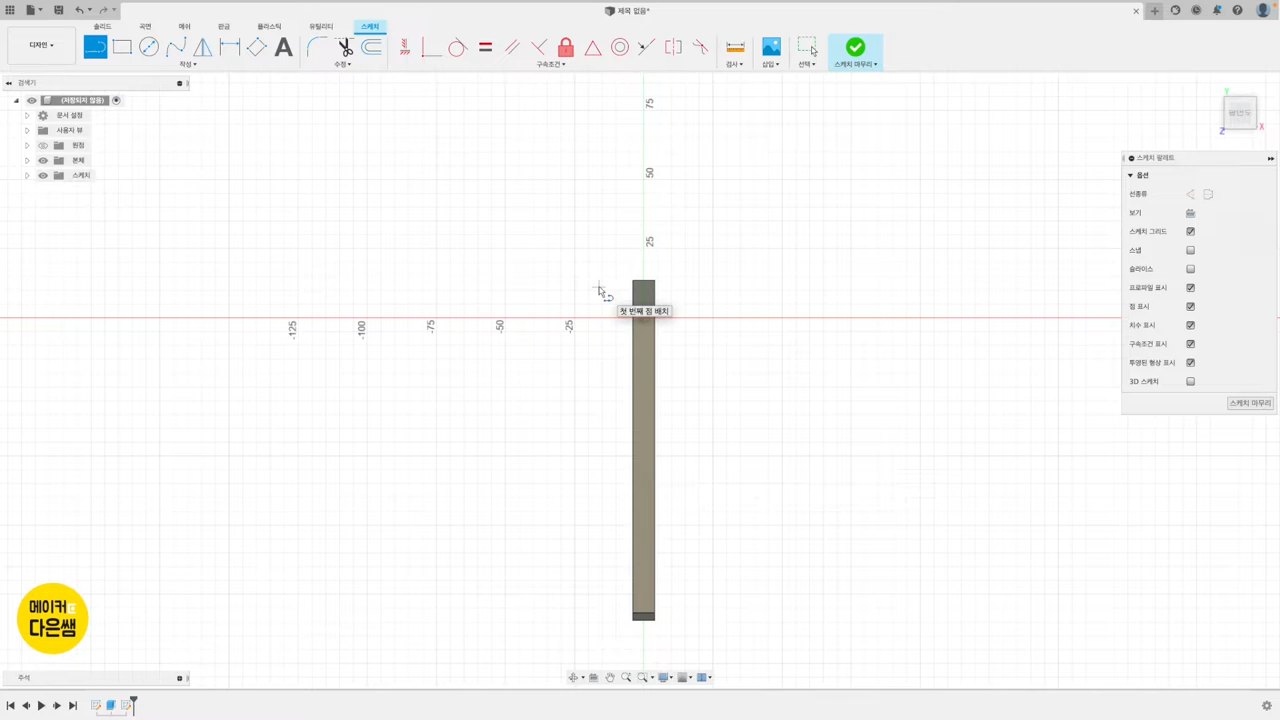 제목 없음*
솔리드
곡면
메쉬
판금
플라스틱
유틸리티
스케치
디자인
작성
수정
구속조건
검사
삽입
선택
스케치 마무리
검색기
(저장되지 않음)
문서 설정
사용자 뷰
원점
본체
스케치
75
50
25
-125
-100
-75
-50
-25
첫 번째 점 배치
Y
Z
X
스케치 팔레트
옵션
선종류
보기
스케치 그리드
스냅
슬라이스
프로파일 표시
점 표시
치수 표시
구속조건 표시
투영된 형상 표시
3D 스케치
스케치 마무리
메이커
다은쌤
주석